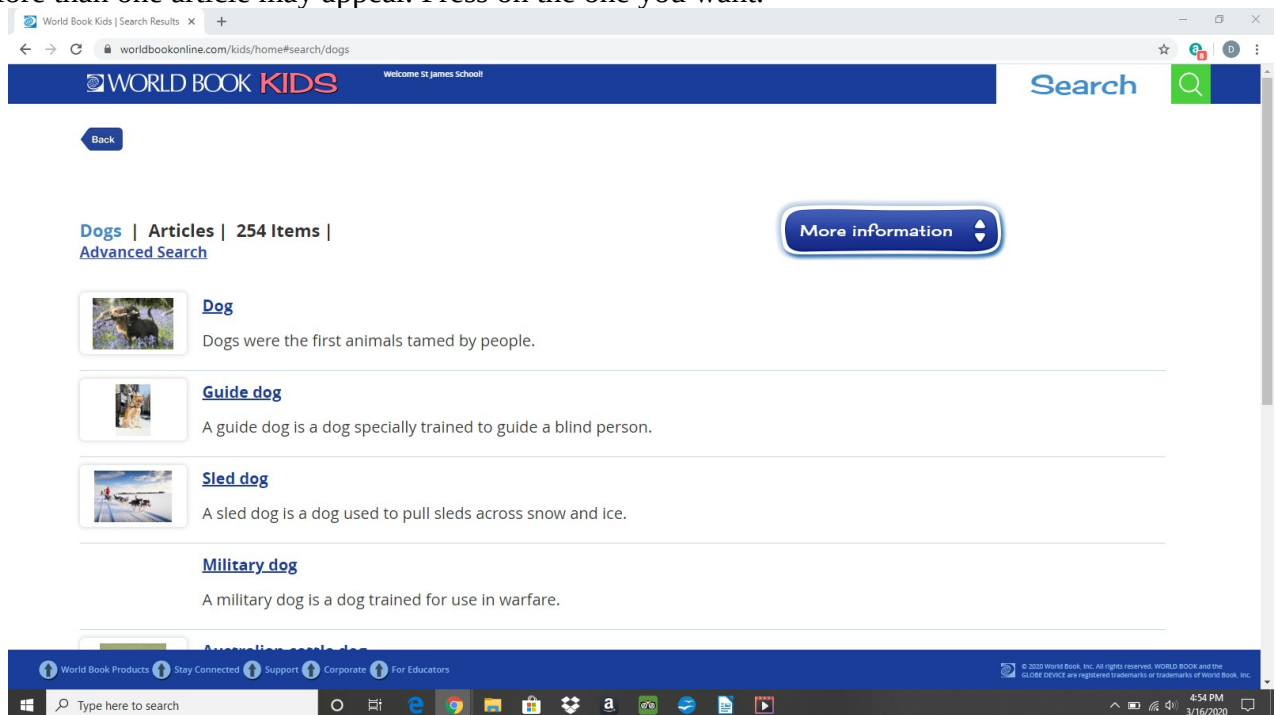 more than one article may appear. Press on the one you want.
World Book Kids | Search Results
worldbookonline.com/kids/home#search/dogs
WORLD BOOK KIDS
Welcome St James School!
Search
Back
Dogs | Articles | 254 Items |
Advanced Search
More information
Dog
Dogs were the first animals tamed by people.
Guide dog
A guide dog is a dog specially trained to guide a blind person.
Sled dog
A sled dog is a dog used to pull sleds across snow and ice.
Military dog
A military dog is a dog trained for use in warfare.
Australian cattle dog
World Book Products Stay Connected Support Corporate For Educators
© 2020 World Book, Inc. All rights reserved. WORLD BOOK and the
GLOBE DEVICE are registered trademarks or trademarks of World Book, Inc.
Type here to search
4:54 PM
3/16/2020